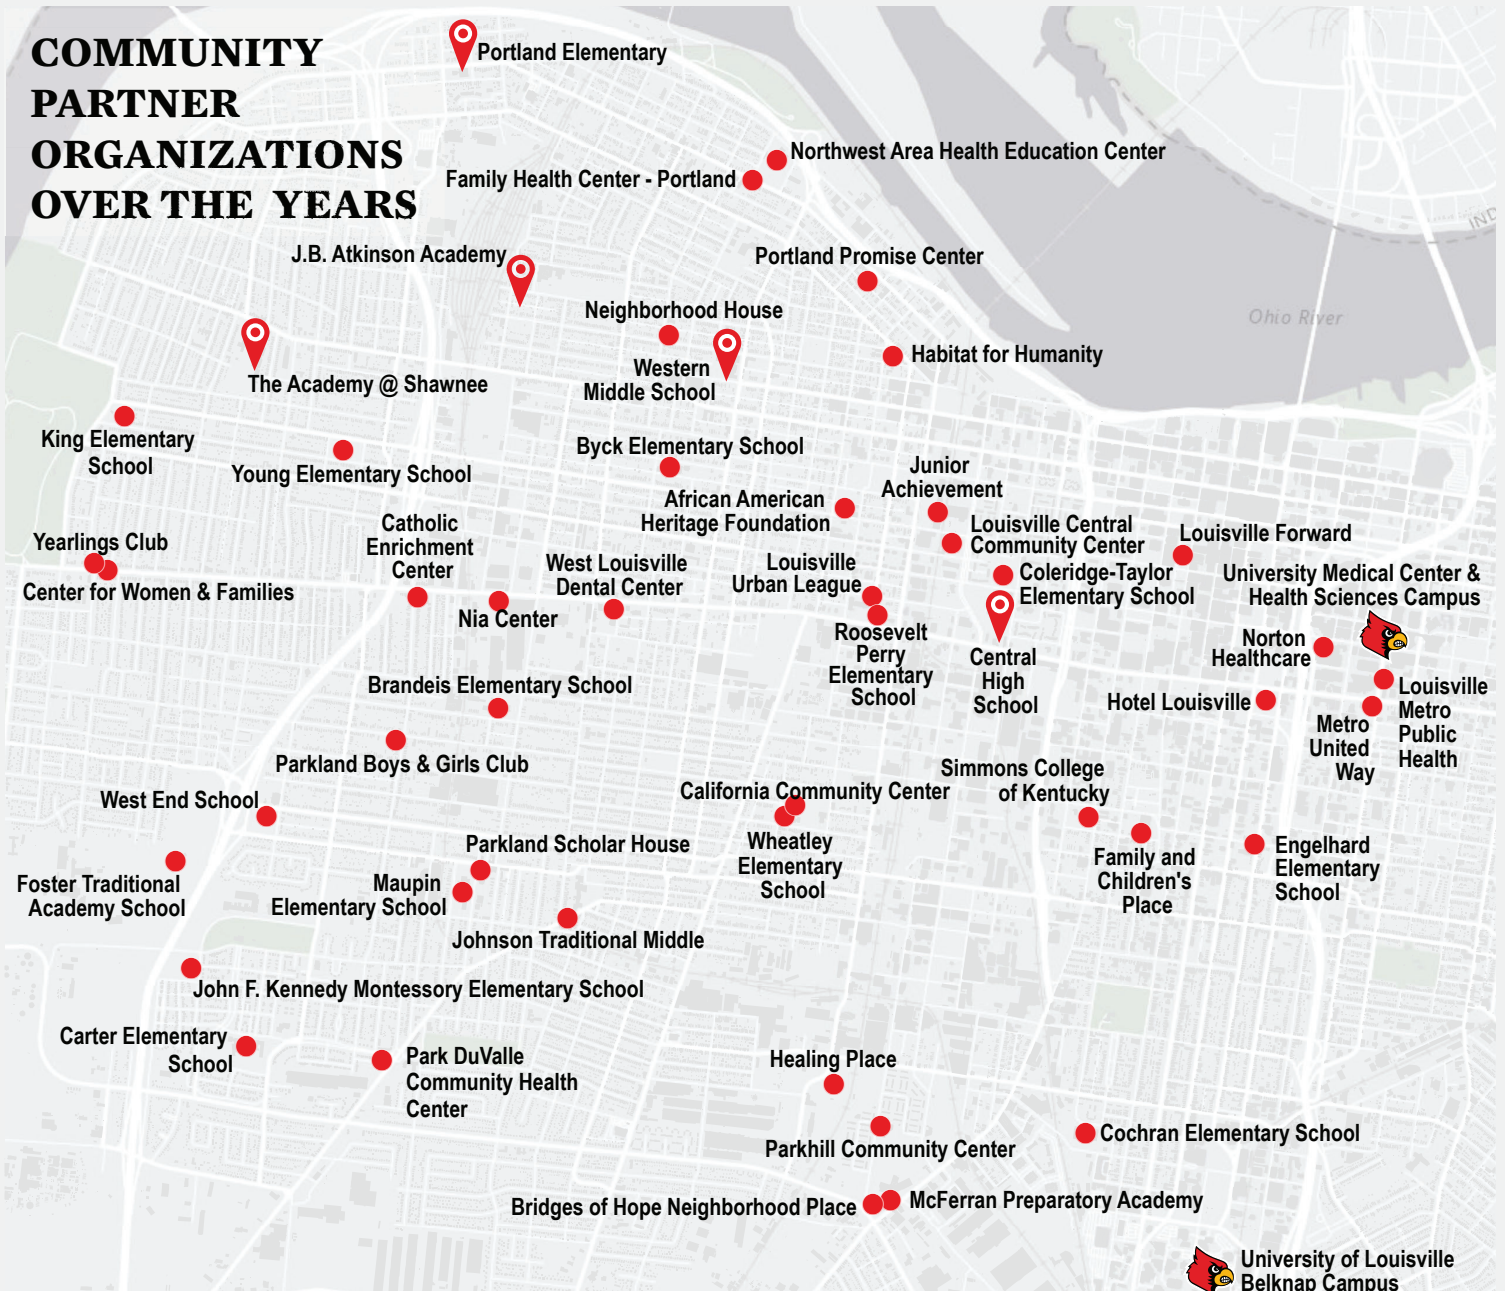 COMMUNITY
PARTNER
ORGANIZATIONS
OVER THE YEARS
Portland Elementary
Northwest Area Health Education Center
Family Health Center - Portland
J.B. Atkinson Academy
Portland Promise Center
Neighborhood House
Ohio River
IND
Habitat for Humanity
Western
Middle School
The Academy @ Shawnee
King Elementary
School
Young Elementary School
Byck Elementary School
Junior
Achievement
African American
Heritage Foundation
Catholic
Enrichment
Center
Louisville Central
Community Center
Louisville Forward
Yearlings Club
Center for Women & Families
West Louisville
Dental Center
Louisville
Urban League
Coleridge-Taylor
Elementary School
University Medical Center &
Health Sciences Campus
Nia Center
Roosevelt
Perry
Elementary
School
Central
High
School
Norton
Healthcare
Hotel Louisville
Louisville
Metro
Public
Health
Metro
United
Way
Brandeis Elementary School
Parkland Boys & Girls Club
West End School
California Community Center
Simmons College
of Kentucky
Wheatley
Elementary
School
Parkland Scholar House
Family and
Children's
Place
Engelhard
Elementary
School
Foster Traditional
Academy School
Maupin
Elementary School
Johnson Traditional Middle
John F. Kennedy Montessory Elementary School
Carter Elementary
School
Park DuValle
Community Health
Center
Healing Place
Parkhill Community Center
Cochran Elementary School
Bridges of Hope Neighborhood Place
McFerran Preparatory Academy
University of Louisville
Belknap Campus